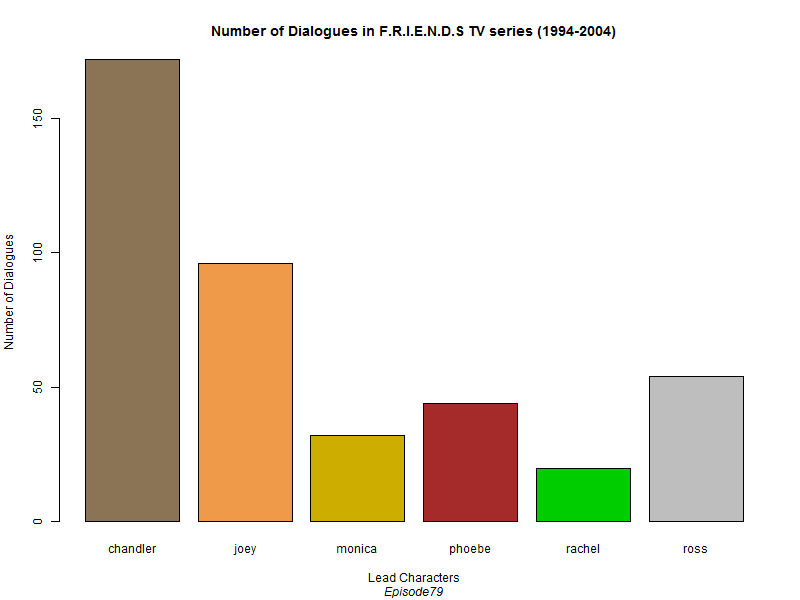 Number of Dialogues in F.R.I.E.N.D.S TV series (1994-2004)
Number of Dialogues
150
100
50
0
chandler joey monica phoebe rachel ross
Lead Characters
Episode79